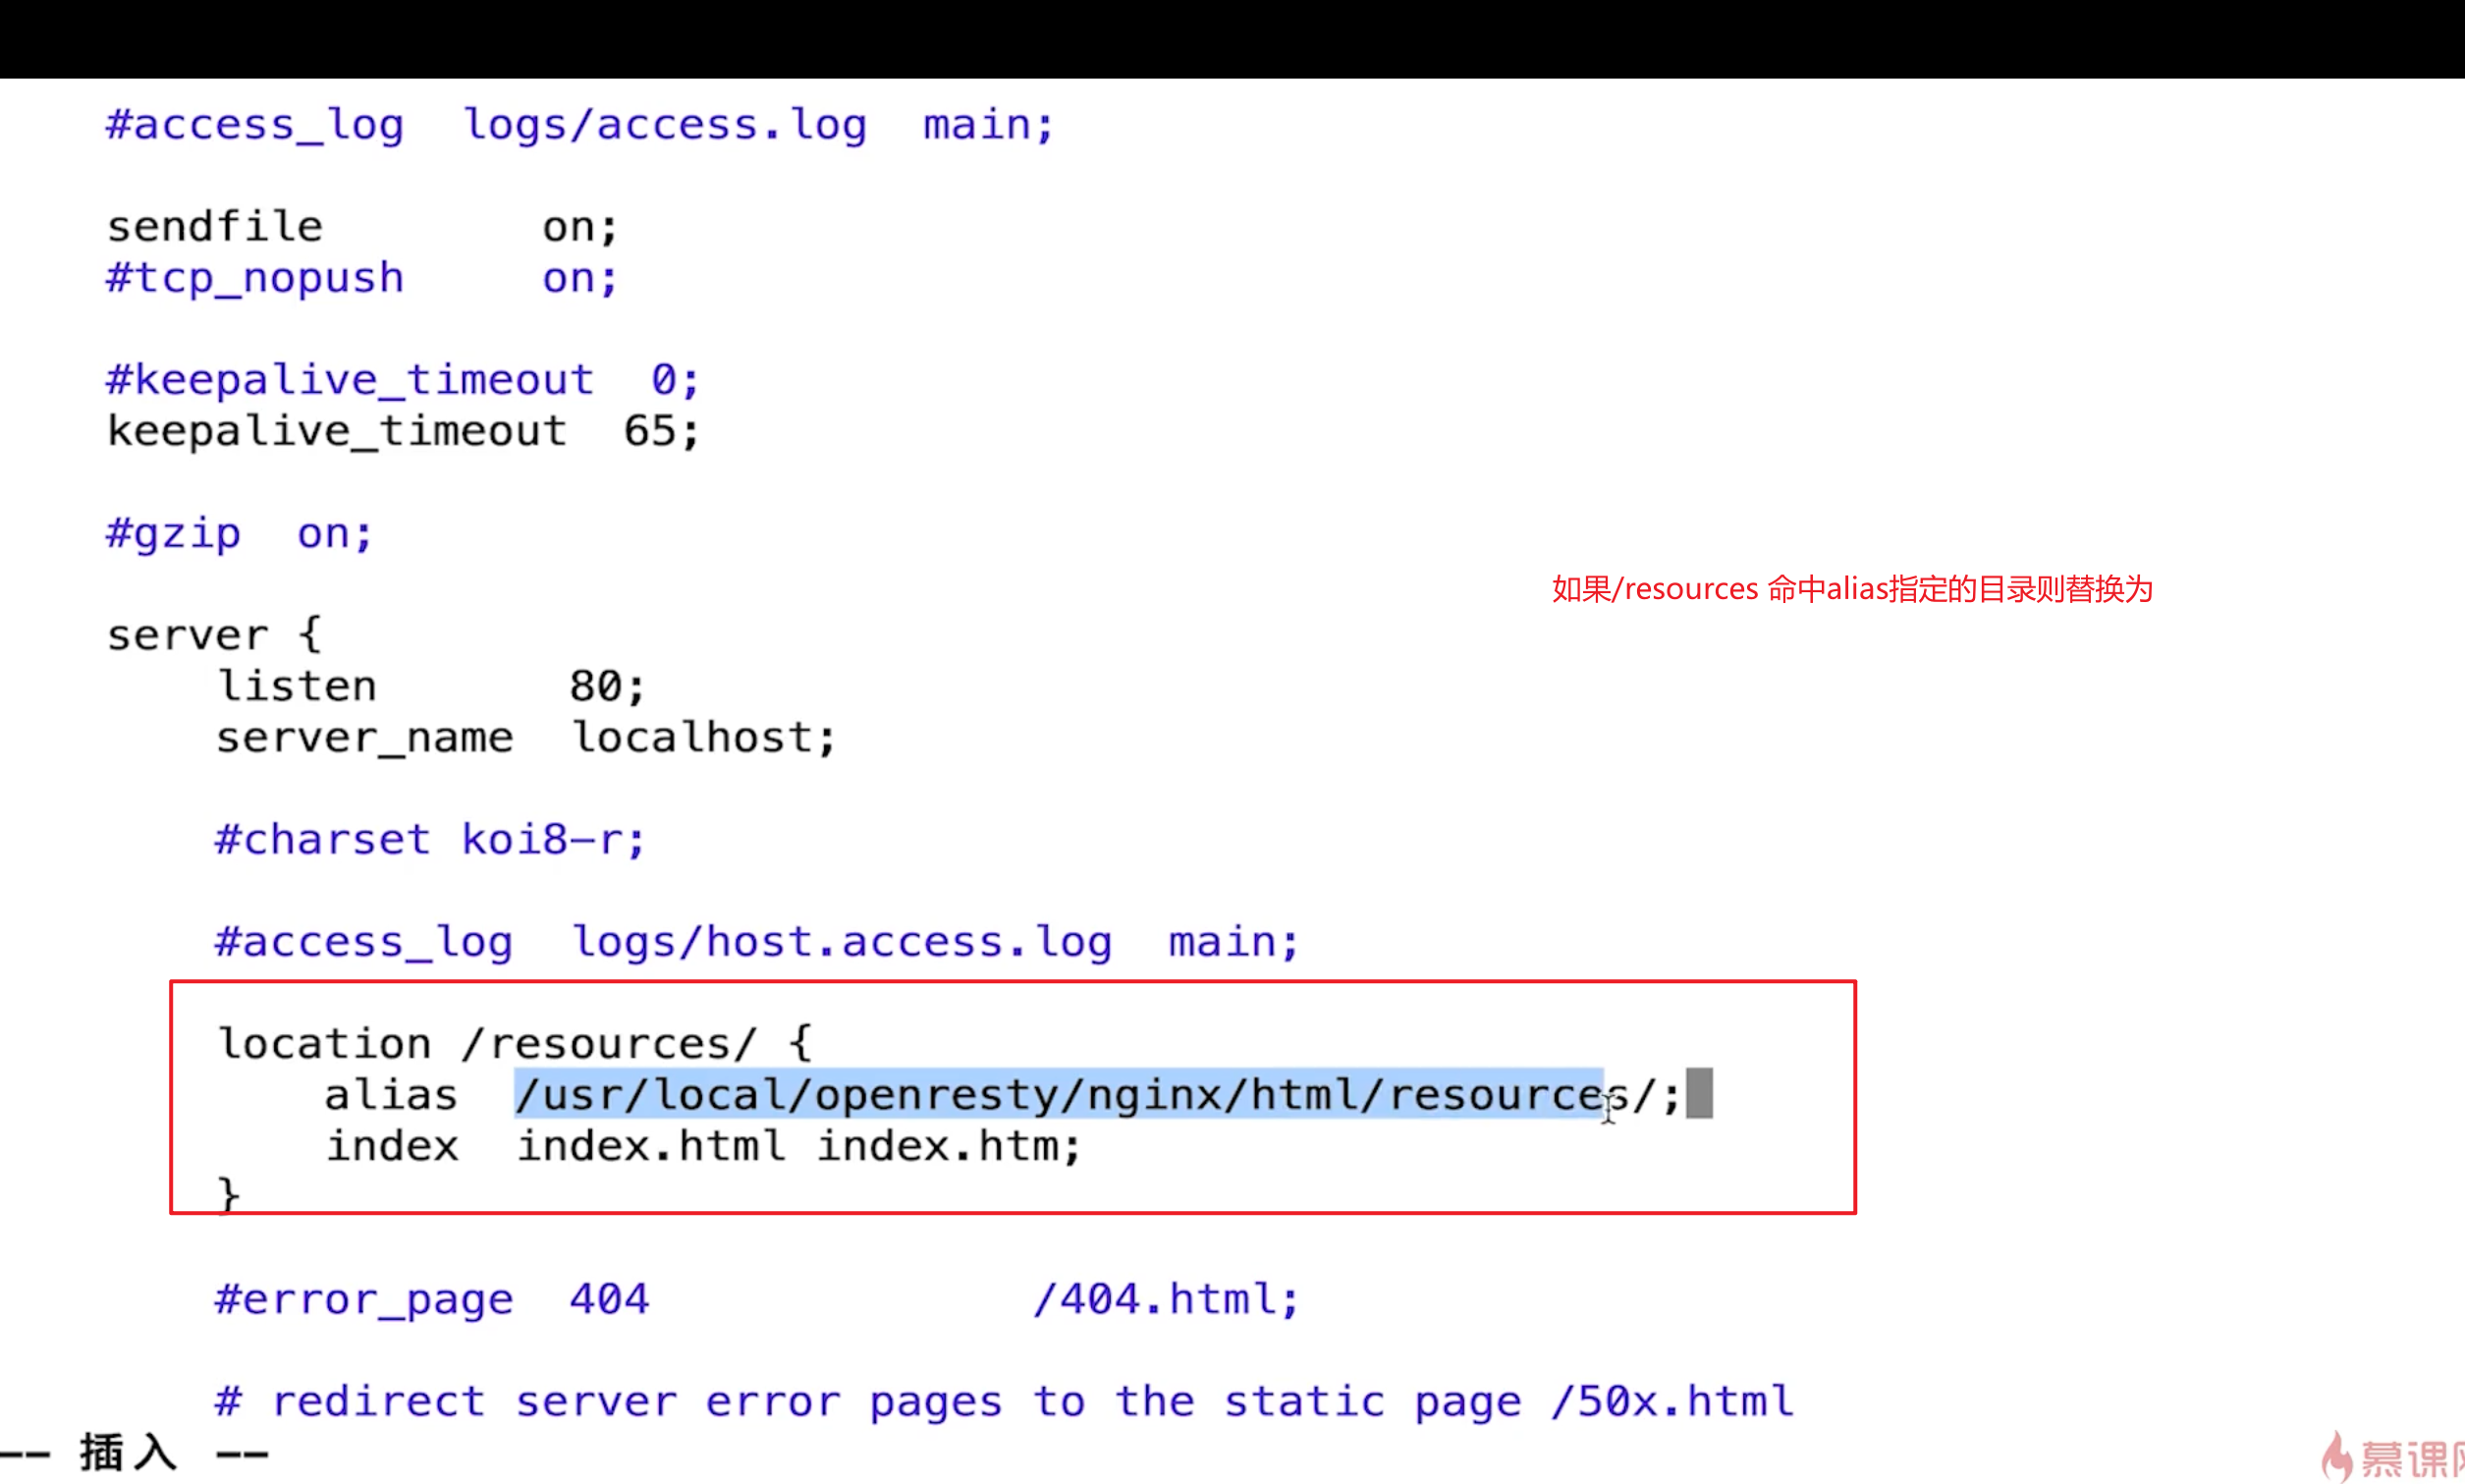 #access_log  logs/access.log  main;
sendfile        on;
#tcp_nopush     on;
#keepalive_timeout  0;
keepalive_timeout  65;
#gzip  on;
如果/resources 命中alias指定的目录则替换为
server {
listen       80;
server_name  localhost;
#charset koi8-r;
#access_log  logs/host.access.log  main;
location /resources/ {
alias  /usr/local/openresty/nginx/html/resources/;
index  index.html index.htm;
}
#error_page  404              /404.html;
# redirect server error pages to the static page /50x.html
-- 插入 --
慕课